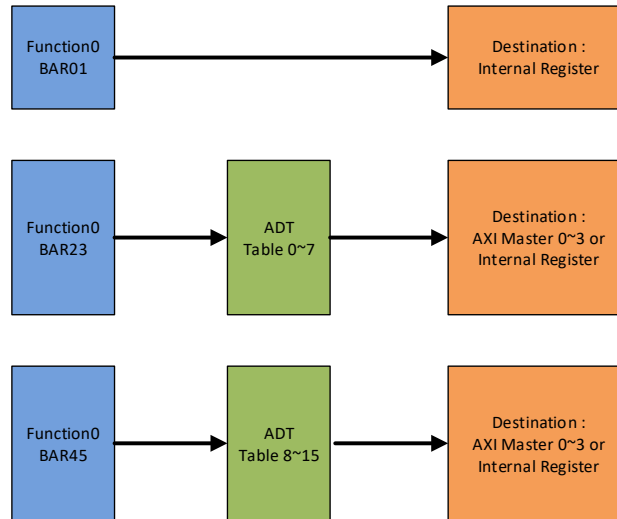 Function0
BAR01
Destination :
Internal Register
Function0
BAR23
ADT
Table 0~7
Destination :
AXI Master 0~3 or
Internal Register
Function0
BAR45
ADT
Table 8~15
Destination :
AXI Master 0~3 or
Internal Register